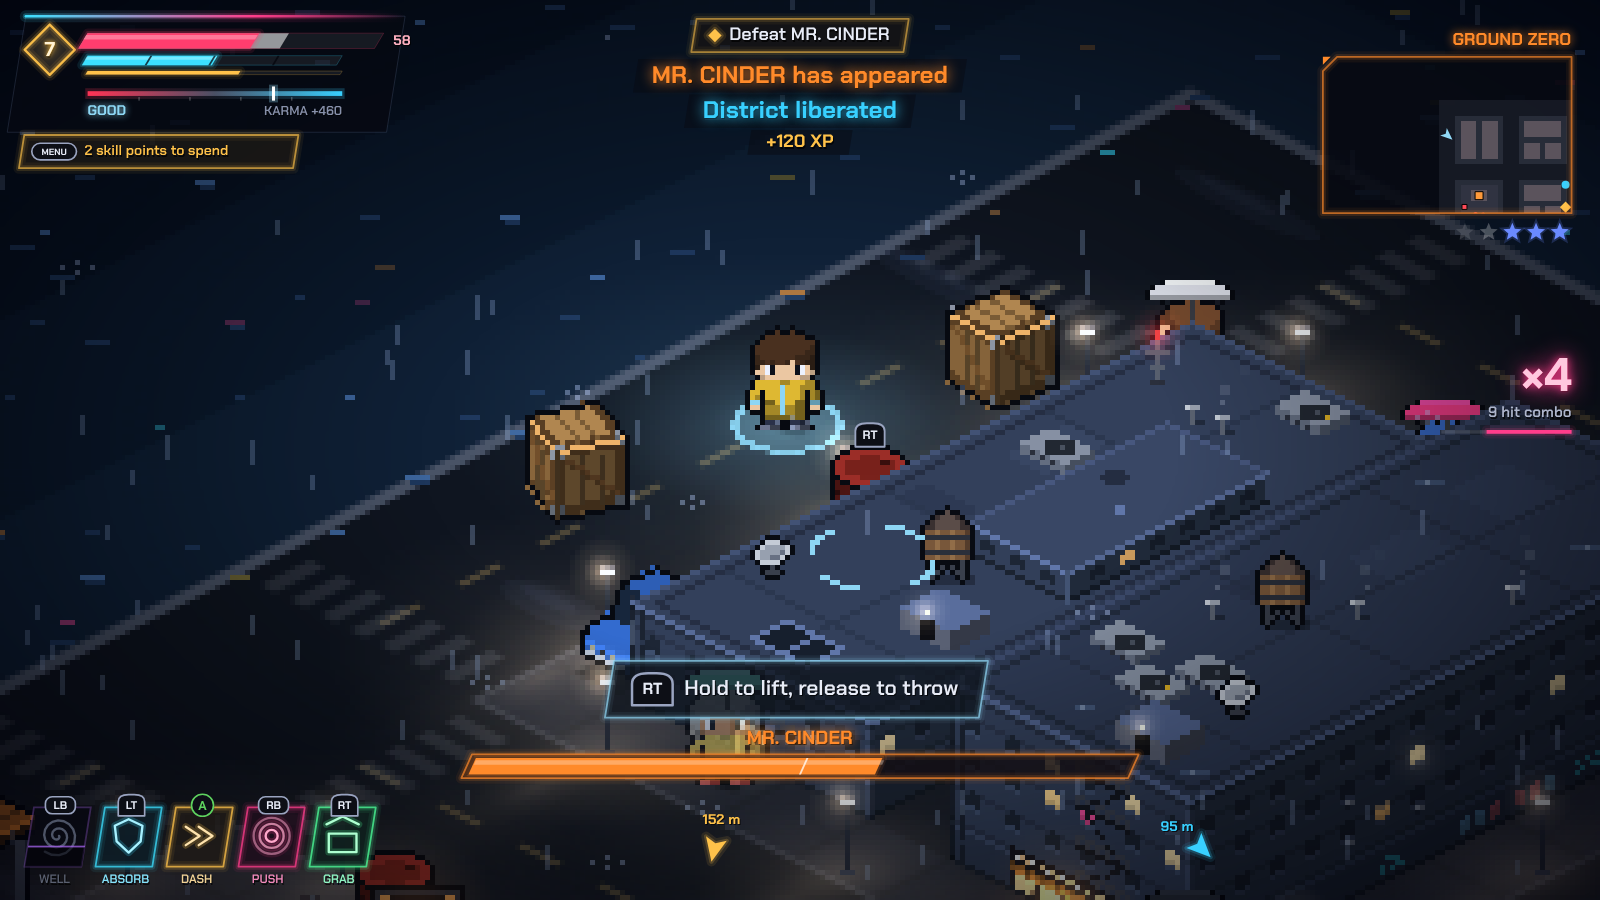 7
58
GOOD
KARMA +460
MENU 2 skill points to spend
Defeat MR. CINDER
MR. CINDER has appeared
District liberated
+120 XP
GROUND ZERO
×4
9 hit combo
RT
RT Hold to lift, release to throw
MR. CINDER
152 m
95 m
LB LT A RB RT
WELL ABSORB DASH PUSH GRAB